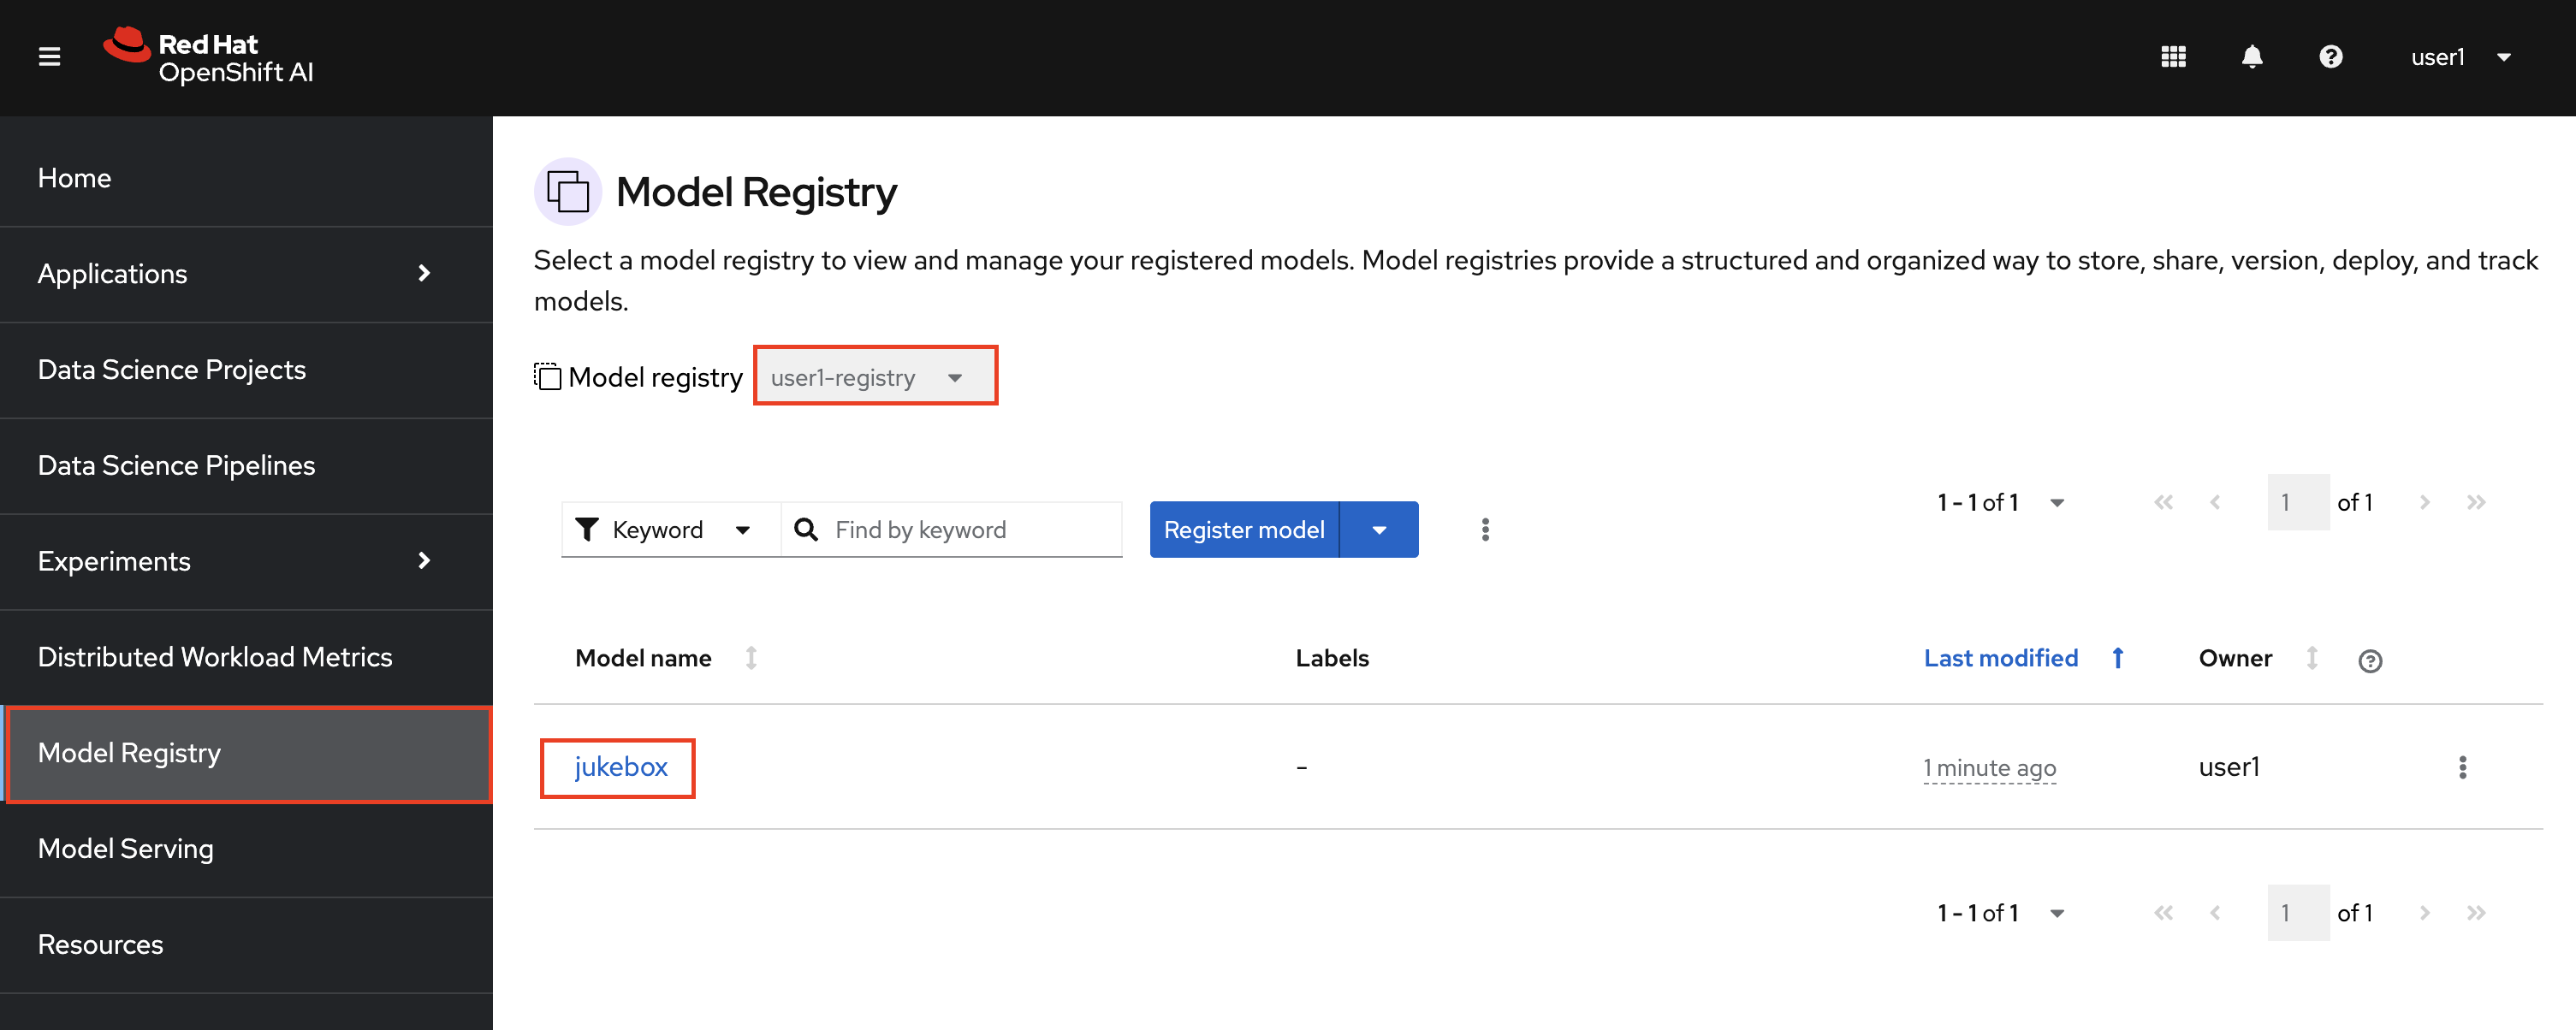 Red Hat
OpenShift AI
user1
Home
Applications
Data Science Projects
Data Science Pipelines
Experiments
Distributed Workload Metrics
Model Registry
Model Serving
Resources
Model Registry
Select a model registry to view and manage your registered models. Model registries provide a structured and organized way to store, share, version, deploy, and track
models.
Model registry user1-registry
Keyword Find by keyword Register model 1 - 1 of 1 1 of 1
Model name Labels Last modified Owner
jukebox - 1 minute ago user1
1 - 1 of 1 1 of 1